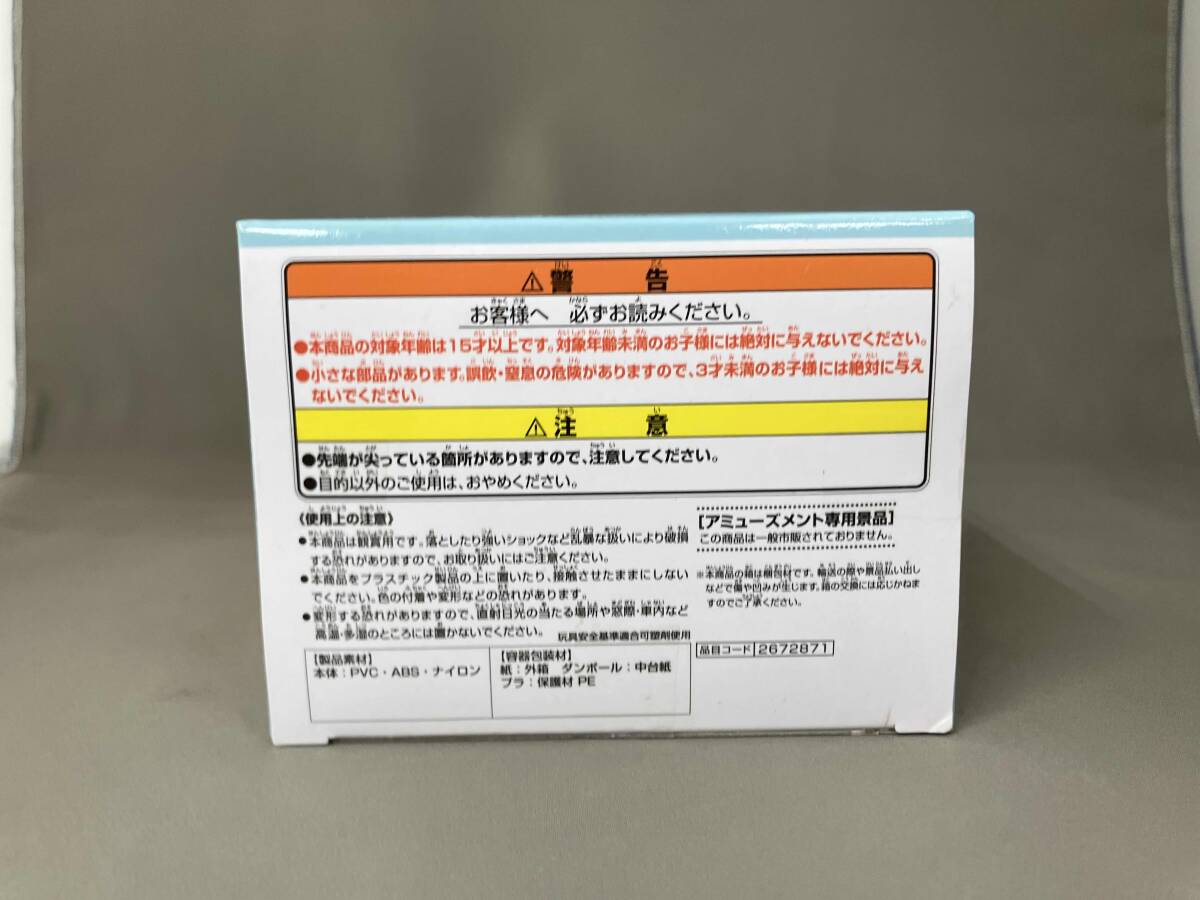 ⚠警 告
お客様へ 必ずお読みください。
●本商品の対象年齢は15才以上です。対象年齢未満のお子様には絶対に与えないでください。
●小さな部品があります。誤飲・窒息の危険がありますので、3才未満のお子様には絶対に与え
ないでください。
⚠注 意
●先端が尖っている箇所がありますので、注意してください。
●目的以外のご使用は、おやめください。
《使用上の注意》
●本商品は観賞用です。落としたり強いショックなど乱暴な扱いにより破損
する恐れがありますので、お取り扱いにはご注意ください。
●本商品をプラスチック製品の上に置いたり、接触させたままにしない
でください。色の付着や変形などの恐れがあります。
●変形する恐れがありますので、直射日光の当たる場所や窓際・車内など
高温・多湿のところには置かないでください。
玩具安全基準適合可塑剤使用
【製品素材】
本体：PVC・ABS・ナイロン
【容器包装材】
紙：外箱 ダンボール：中台紙
プラ：保護材 PE
[アミューズメント専用景品]
この商品は一般市販されておりません。
※本商品の箱は梱包材です。輸送の際や景品払い出し
などで傷や凹みが生じます。箱の交換には応じかねま
すのでご了承ください。
品目コード 2672871